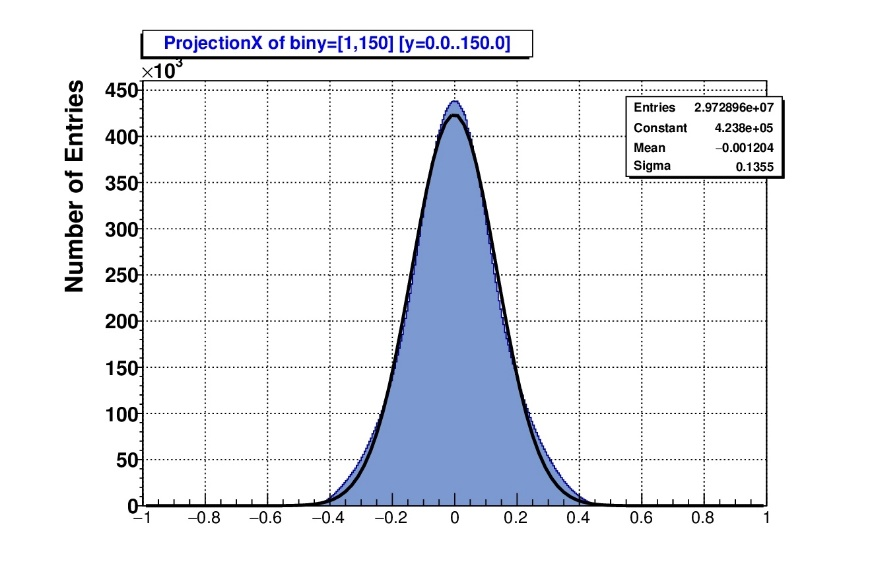 ProjectionX of biny=[1,150] [y=0.0..150.0]
×10³
Number of Entries
450
400
350
300
250
200
150
100
50
0
−1 −0.8 −0.6 −0.4 −0.2 0 0.2 0.4 0.6 0.8 1
Entries 2.972896e+07
Constant 4.238e+05
Mean −0.001204
Sigma 0.1355